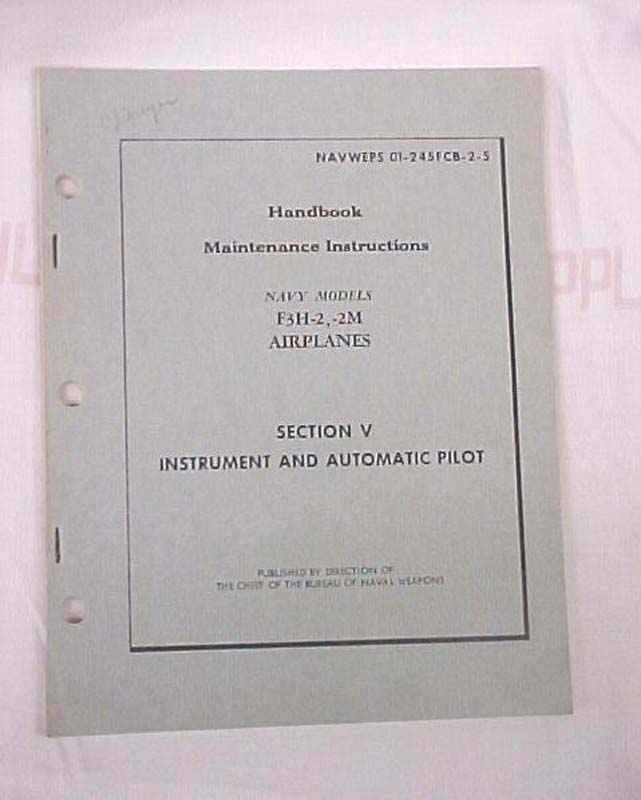 NAVWEPS 01-245FCB-2-5
Handbook
Maintenance Instructions
NAVY MODELS
F3H-2, -2M
AIRPLANES
SECTION V
INSTRUMENT AND AUTOMATIC PILOT
PUBLISHED BY DIRECTION OF
THE CHIEF OF THE BUREAU OF NAVAL WEAPONS